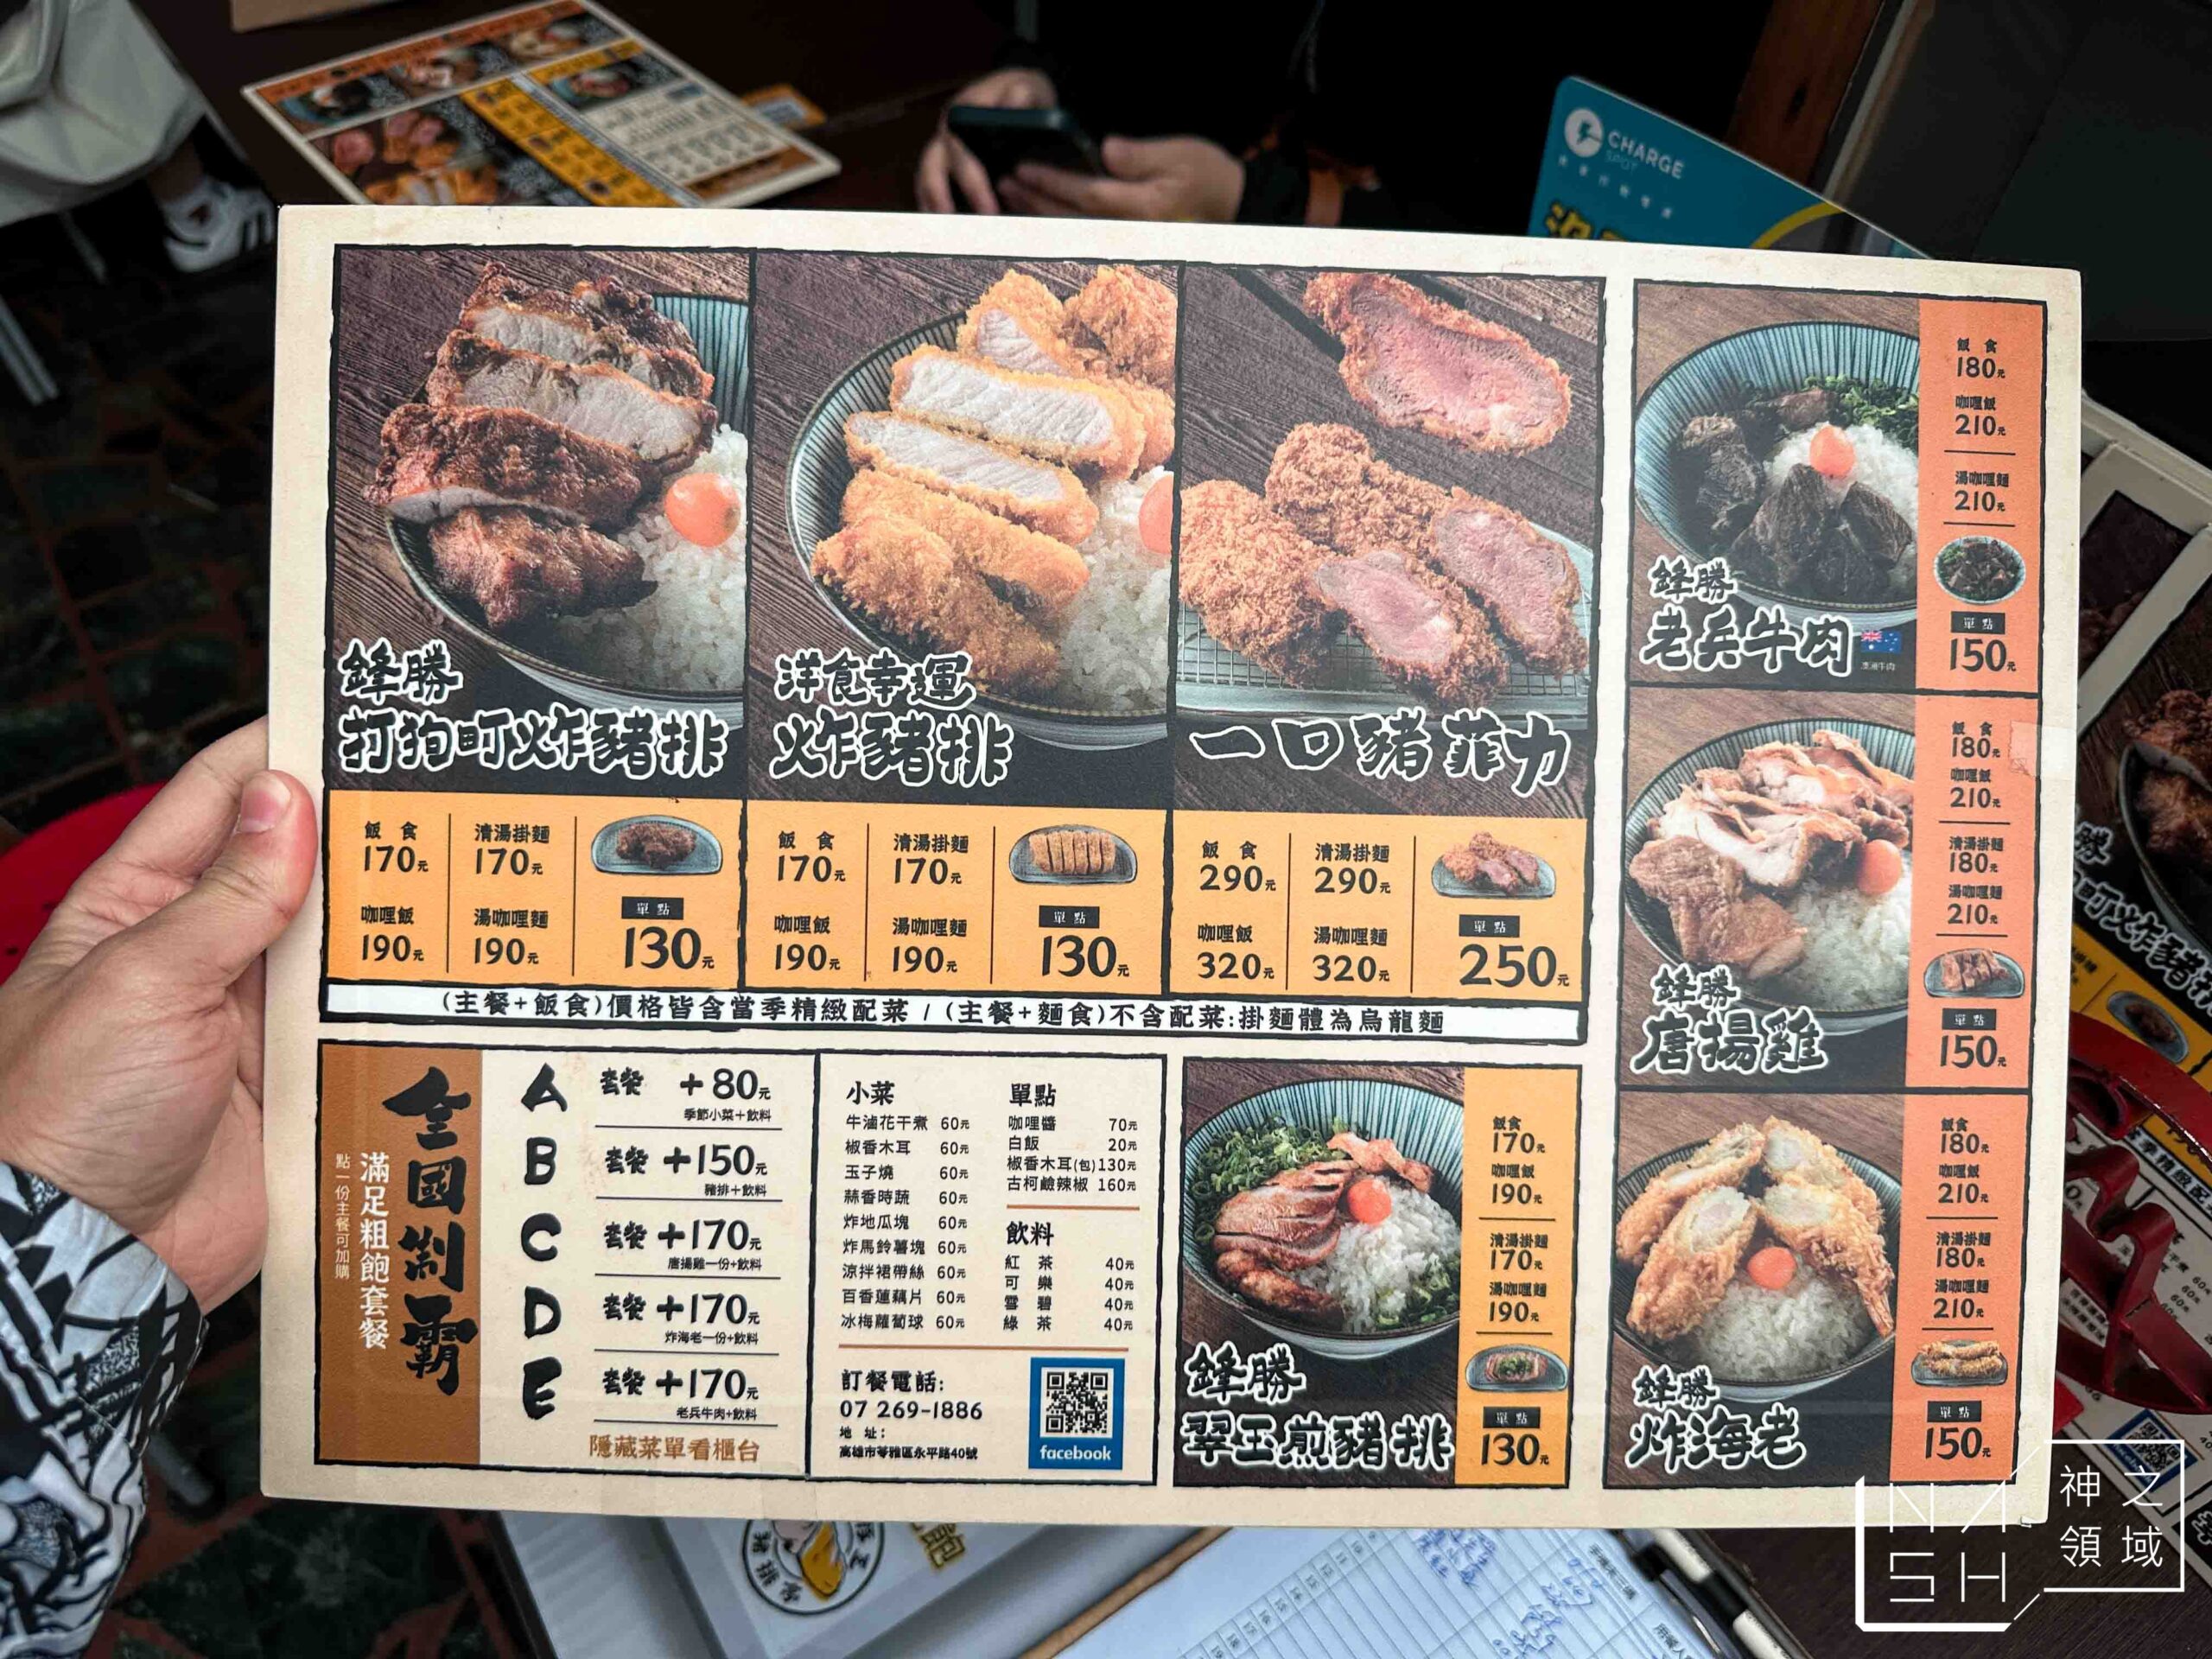 CHARGE
SPOT
鋒勝
打狗町炸豬排
飯食
170元
清湯掛麵
170元
咖哩飯
190元
湯咖哩麵
190元
單點
130元
洋食幸運
炸豬排
飯食
170元
清湯掛麵
170元
咖哩飯
190元
湯咖哩麵
190元
單點
130元
一口豬菲力
飯食
290元
清湯掛麵
290元
咖哩飯
320元
湯咖哩麵
320元
單點
250元
(主餐+飯食)價格皆含當季精緻配菜 / (主餐+麵食)不含配菜:掛麵體為烏龍麵
鋒勝
老兵牛肉
澳洲牛肉
飯食
180元
咖哩飯
210元
湯咖哩麵
210元
單點
150元
鋒勝
唐揚雞
飯食
180元
咖哩飯
210元
清湯掛麵
180元
湯咖哩麵
210元
單點
150元
鋒勝
炸海老
飯食
180元
咖哩飯
210元
清湯掛麵
180元
湯咖哩麵
210元
單點
150元
全國制霸
滿足粗飽套餐
點一份主餐可加購
A 套餐 +80元
季節小菜+飲料
B 套餐 +150元
豬排+飲料
C 套餐 +170元
唐揚雞一份+飲料
D 套餐 +170元
炸海老一份+飲料
E 套餐 +170元
老兵牛肉+飲料
隱藏菜單看櫃台
小菜
牛滷花干煮 60元
椒香木耳 60元
玉子燒 60元
蒜香時蔬 60元
炸地瓜塊 60元
炸馬鈴薯塊 60元
涼拌裙帶絲 60元
百香蓮藕片 60元
冰梅蘿蔔球 60元
單點
咖哩醬 70元
白飯 20元
椒香木耳(包)130元
古柯鹼辣椒 160元
飲料
紅茶 40元
可樂 40元
雪碧 40元
綠茶 40元
訂餐電話:
07 269-1886
地址:
高雄市苓雅區永平路40號
facebook
鋒勝
翠玉煎豬排
飯食
170元
咖哩飯
190元
清湯掛麵
170元
湯咖哩麵
190元
單點
130元
NASH
神之
領域